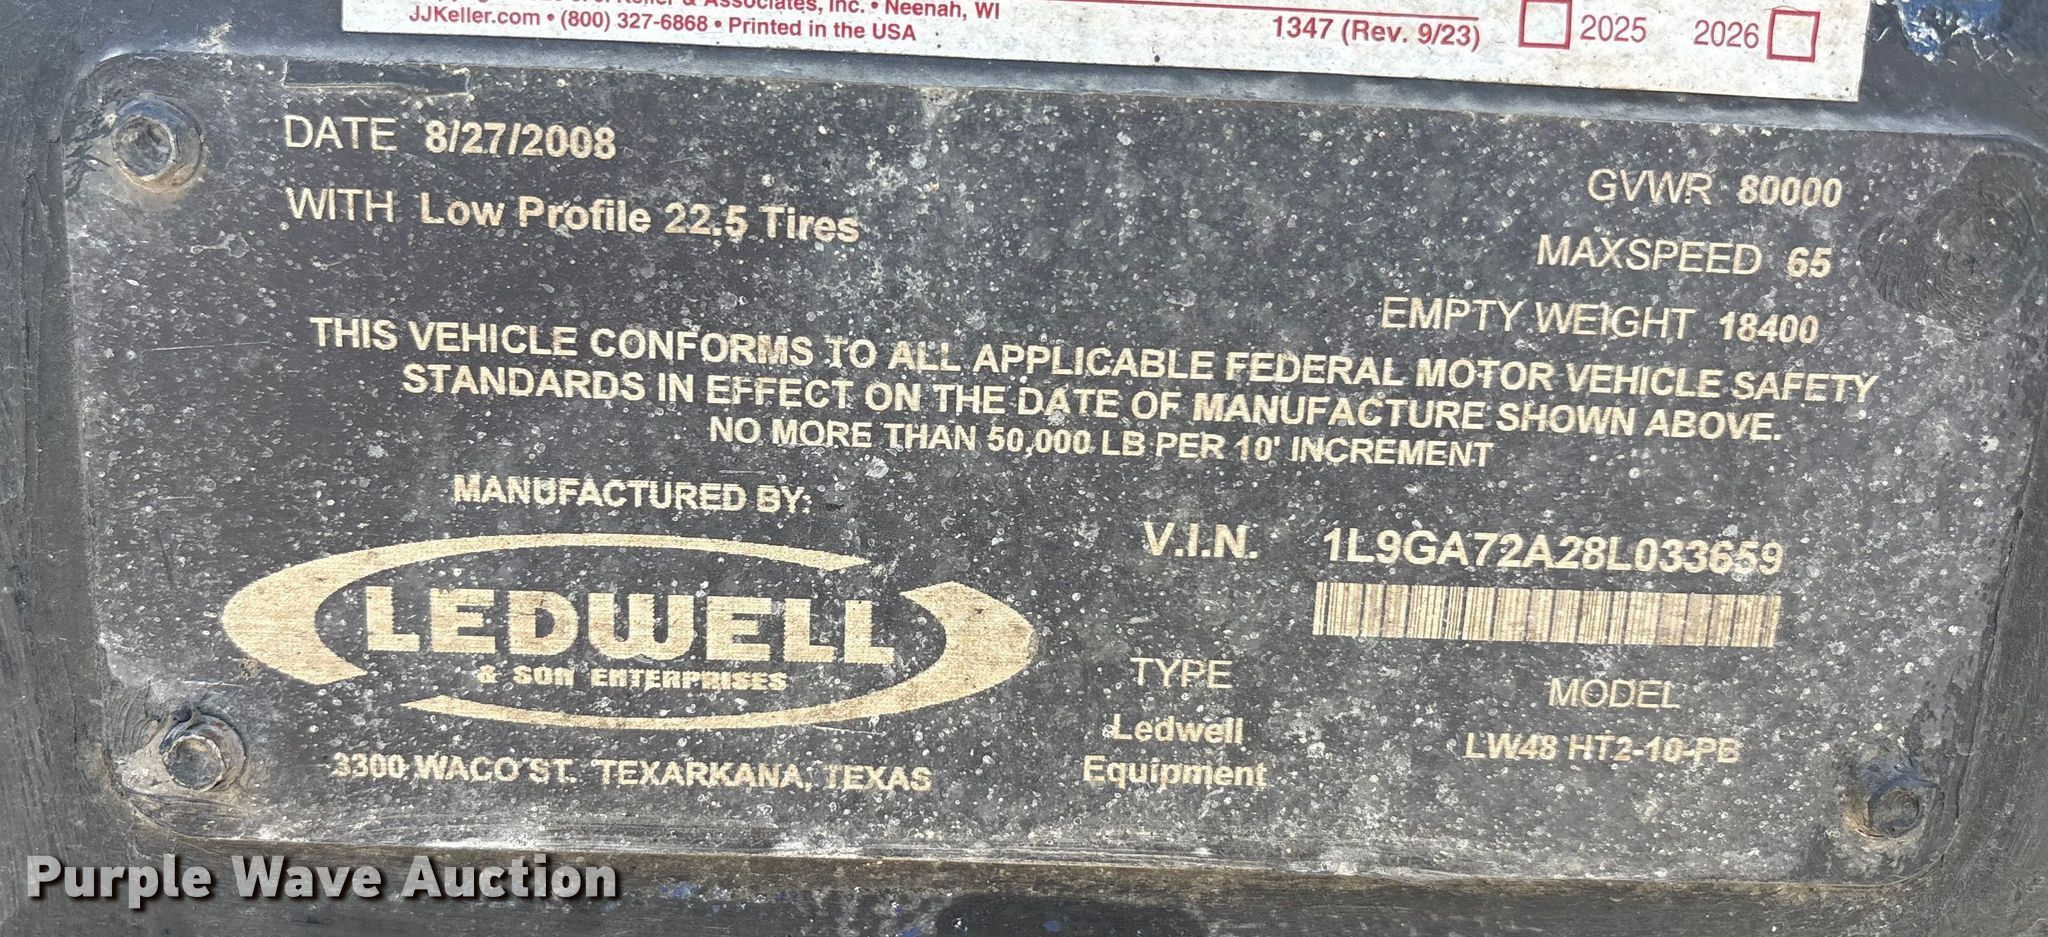 & Associates, Inc. • Neenah, WI
JJKeller.com • (800) 327-6868 • Printed in the USA
1347 (Rev. 9/23)
2025 2026
DATE 8/27/2008
WITH Low Profile 22.5 Tires
GVWR 80000
MAXSPEED 65
EMPTY WEIGHT 18400
THIS VEHICLE CONFORMS TO ALL APPLICABLE FEDERAL MOTOR VEHICLE SAFETY
STANDARDS IN EFFECT ON THE DATE OF MANUFACTURE SHOWN ABOVE.
NO MORE THAN 50,000 LB PER 10' INCREMENT
MANUFACTURED BY:
LEDWELL
& SON ENTERPRISES
3300 WACO ST. TEXARKANA, TEXAS
V.I.N. 1L9GA72A28L033659
TYPE
Ledwell
Equipment
MODEL
LW48 HT2-10-PB
Purple Wave Auction